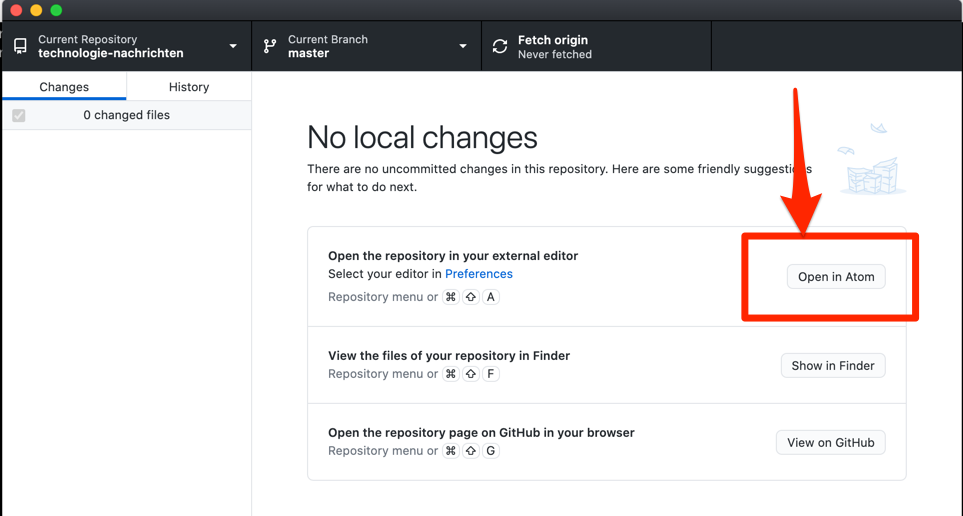 Current Repository
technologie-nachrichten
Current Branch
master
Fetch origin
Never fetched
Changes
History
0 changed files
No local changes
There are no uncommitted changes in this repository. Here are some friendly suggestions
for what to do next.
Open the repository in your external editor
Select your editor in Preferences
Repository menu or ⌘ ⇧ A
Open in Atom
View the files of your repository in Finder
Repository menu or ⌘ ⇧ F
Show in Finder
Open the repository page on GitHub in your browser
Repository menu or ⌘ ⇧ G
View on GitHub